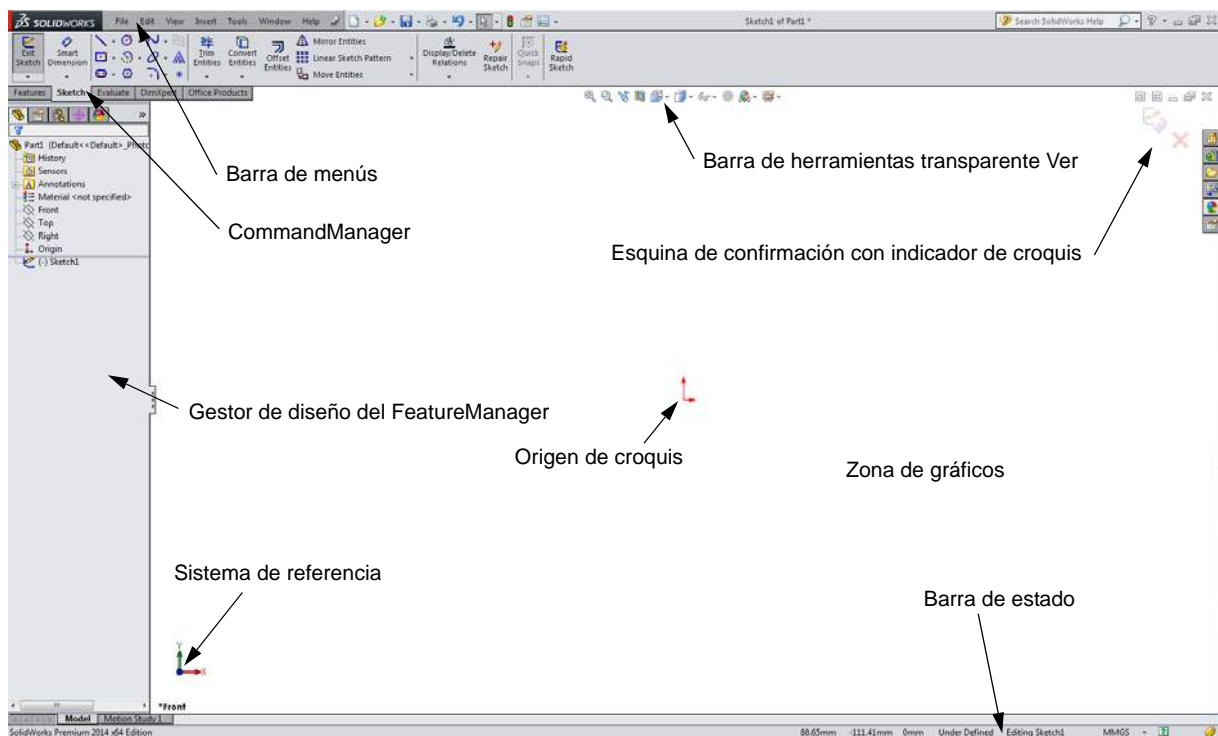 SOLIDWORKS File Edit View Insert Tools Window Help Sketch1 of Part1 * Search SolidWorks Help
Exit Sketch
Smart Dimension
Trim Entities
Convert Entities
Offset Entities
Mirror Entities
Linear Sketch Pattern
Move Entities
Display/Delete Relations
Repair Sketch
Quick Snaps
Rapid Sketch
Features Sketch Evaluate DimXpert Office Products
Part1 (Default<<Default>_Photo
History
Sensors
Annotations
Material <not specified>
Front
Top
Right
Origin
(-) Sketch1
Barra de menús
Barra de herramientas transparente Ver
CommandManager
Esquina de confirmación con indicador de croquis
Gestor de diseño del FeatureManager
Origen de croquis
Zona de gráficos
Sistema de referencia
Barra de estado
Y
X
*Front
Model Motion Study 1
SolidWorks Premium 2014 x64 Edition 88.65mm -111.41mm 0mm Under Defined Editing Sketch1 MMGS